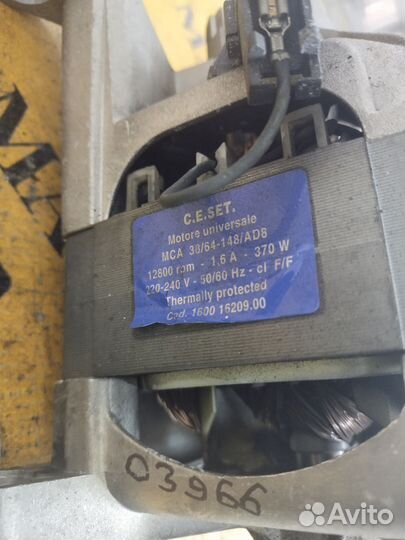 C.E.SET.
Motore universale
MCA 38/64-148/AD8
12800 rpm - 1,6 A - 370 W
220-240 V - 50/60 Hz - cl F/F
Thermally protected
Cod. 1600 16209.00
03966
Avito